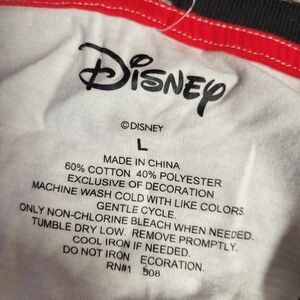 Disney
©DISNEY
L
MADE IN CHINA
60% COTTON 40% POLYESTER
EXCLUSIVE OF DECORATION
MACHINE WASH COLD WITH LIKE COLORS
GENTLE CYCLE.
ONLY NON-CHLORINE BLEACH WHEN NEEDED.
TUMBLE DRY LOW. REMOVE PROMPTLY.
COOL IRON IF NEEDED.
DO NOT IRON ECORATION.
RN#1 908